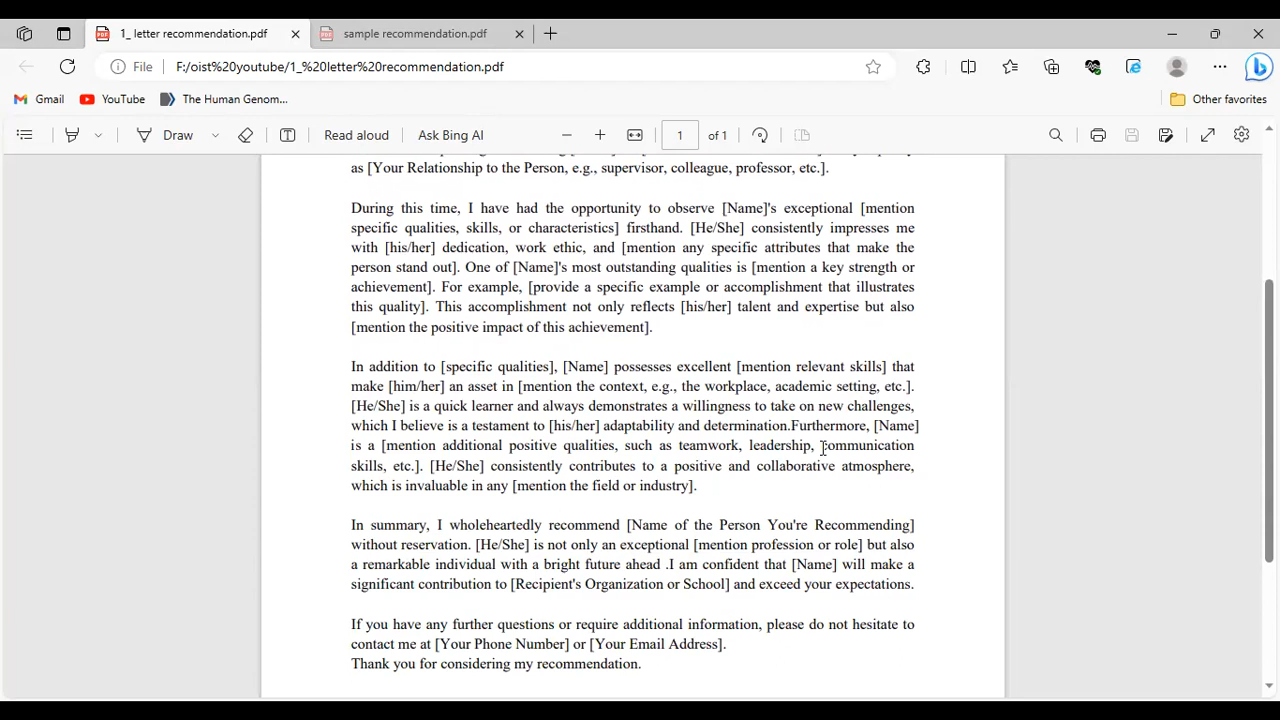 1_ letter recommendation.pdf
sample recommendation.pdf
File
F:/oist%20youtube/1_%20letter%20recommendation.pdf
Gmail
YouTube
The Human Genom...
Other favorites
Draw
Read aloud
Ask Bing AI
1
of 1
as [Your Relationship to the Person, e.g., supervisor, colleague, professor, etc.].
During this time, I have had the opportunity to observe [Name]'s exceptional [mention
specific qualities, skills, or characteristics] firsthand. [He/She] consistently impresses me
with [his/her] dedication, work ethic, and [mention any specific attributes that make the
person stand out]. One of [Name]'s most outstanding qualities is [mention a key strength or
achievement]. For example, [provide a specific example or accomplishment that illustrates
this quality]. This accomplishment not only reflects [his/her] talent and expertise but also
[mention the positive impact of this achievement].
In addition to [specific qualities], [Name] possesses excellent [mention relevant skills] that
make [him/her] an asset in [mention the context, e.g., the workplace, academic setting, etc.].
[He/She] is a quick learner and always demonstrates a willingness to take on new challenges,
which I believe is a testament to [his/her] adaptability and determination.Furthermore, [Name]
is a [mention additional positive qualities, such as teamwork, leadership, communication
skills, etc.]. [He/She] consistently contributes to a positive and collaborative atmosphere,
which is invaluable in any [mention the field or industry].
In summary, I wholeheartedly recommend [Name of the Person You're Recommending]
without reservation. [He/She] is not only an exceptional [mention profession or role] but also
a remarkable individual with a bright future ahead .I am confident that [Name] will make a
significant contribution to [Recipient's Organization or School] and exceed your expectations.
If you have any further questions or require additional information, please do not hesitate to
contact me at [Your Phone Number] or [Your Email Address].
Thank you for considering my recommendation.